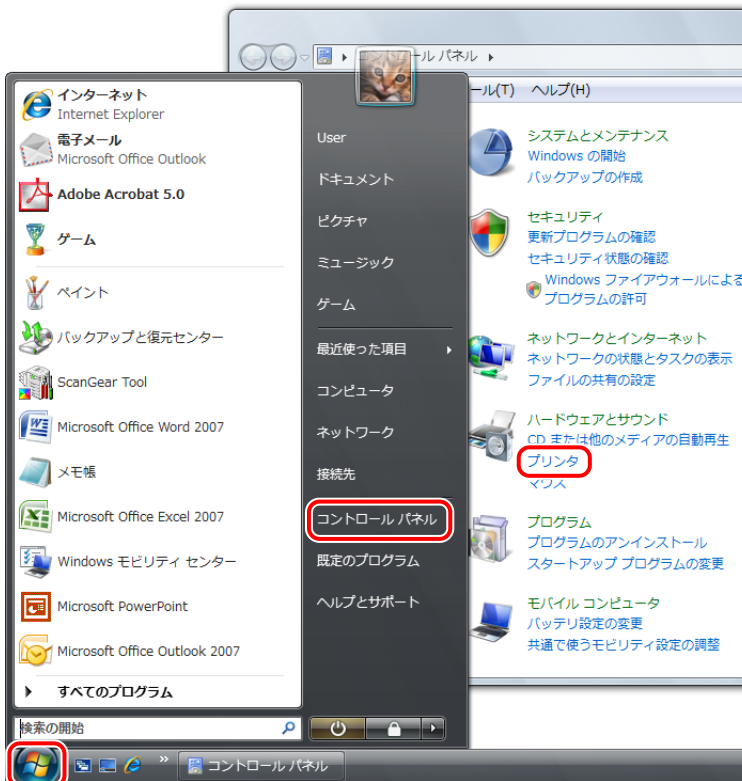 コントロール パネル
ール(T) ヘルプ(H)
インターネット
Internet Explorer
電子メール
Microsoft Office Outlook
Adobe Acrobat 5.0
ゲーム
ペイント
バックアップと復元センター
ScanGear Tool
Microsoft Office Word 2007
メモ帳
Microsoft Office Excel 2007
Windows モビリティ センター
Microsoft PowerPoint
Microsoft Office Outlook 2007
すべてのプログラム
検索の開始
User
ドキュメント
ピクチャ
ミュージック
ゲーム
最近使った項目
コンピュータ
ネットワーク
接続先
コントロール パネル
既定のプログラム
ヘルプとサポート
システムとメンテナンス
Windows の開始
バックアップの作成
セキュリティ
更新プログラムの確認
セキュリティ状態の確認
Windows ファイアウォールによる
プログラムの許可
ネットワークとインターネット
ネットワークの状態とタスクの表示
ファイルの共有の設定
ハードウェアとサウンド
CD または他のメディアの自動再生
プリンタ
マウス
プログラム
プログラムのアンインストール
スタートアップ プログラムの変更
モバイル コンピュータ
バッテリ設定の変更
共通で使うモビリティ設定の調整
コントロール パネル